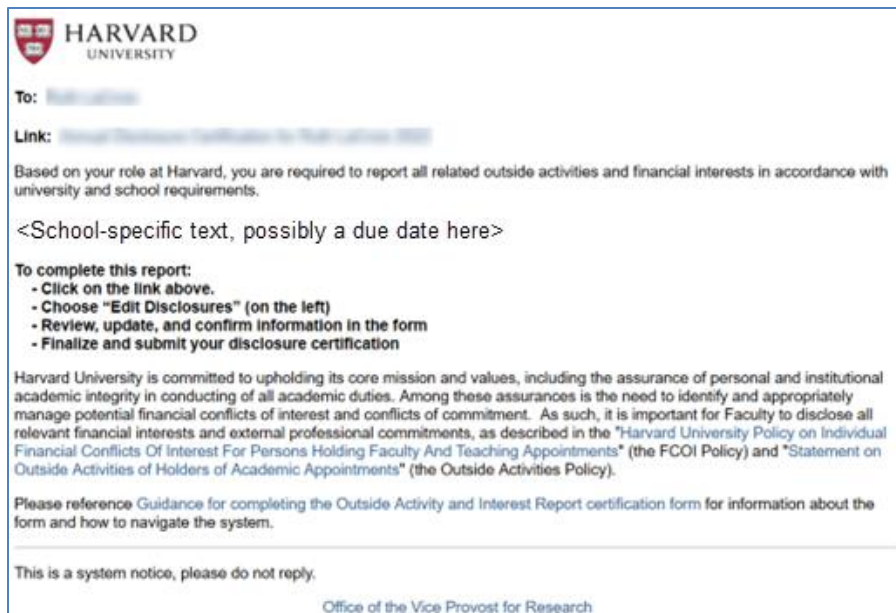 HARVARD
UNIVERSITY
To:
Link:
Based on your role at Harvard, you are required to report all related outside activities and financial interests in accordance with
university and school requirements.
<School-specific text, possibly a due date here>
To complete this report:
- Click on the link above.
- Choose “Edit Disclosures” (on the left)
- Review, update, and confirm information in the form
- Finalize and submit your disclosure certification
Harvard University is committed to upholding its core mission and values, including the assurance of personal and institutional
academic integrity in conducting of all academic duties. Among these assurances is the need to identify and appropriately
manage potential financial conflicts of interest and conflicts of commitment. As such, it is important for Faculty to disclose all
relevant financial interests and external professional commitments, as described in the "Harvard University Policy on Individual
Financial Conflicts Of Interest For Persons Holding Faculty And Teaching Appointments" (the FCOI Policy) and "Statement on
Outside Activities of Holders of Academic Appointments" (the Outside Activities Policy).
Please reference Guidance for completing the Outside Activity and Interest Report certification form for information about the
form and how to navigate the system.
This is a system notice, please do not reply.
Office of the Vice Provost for Research